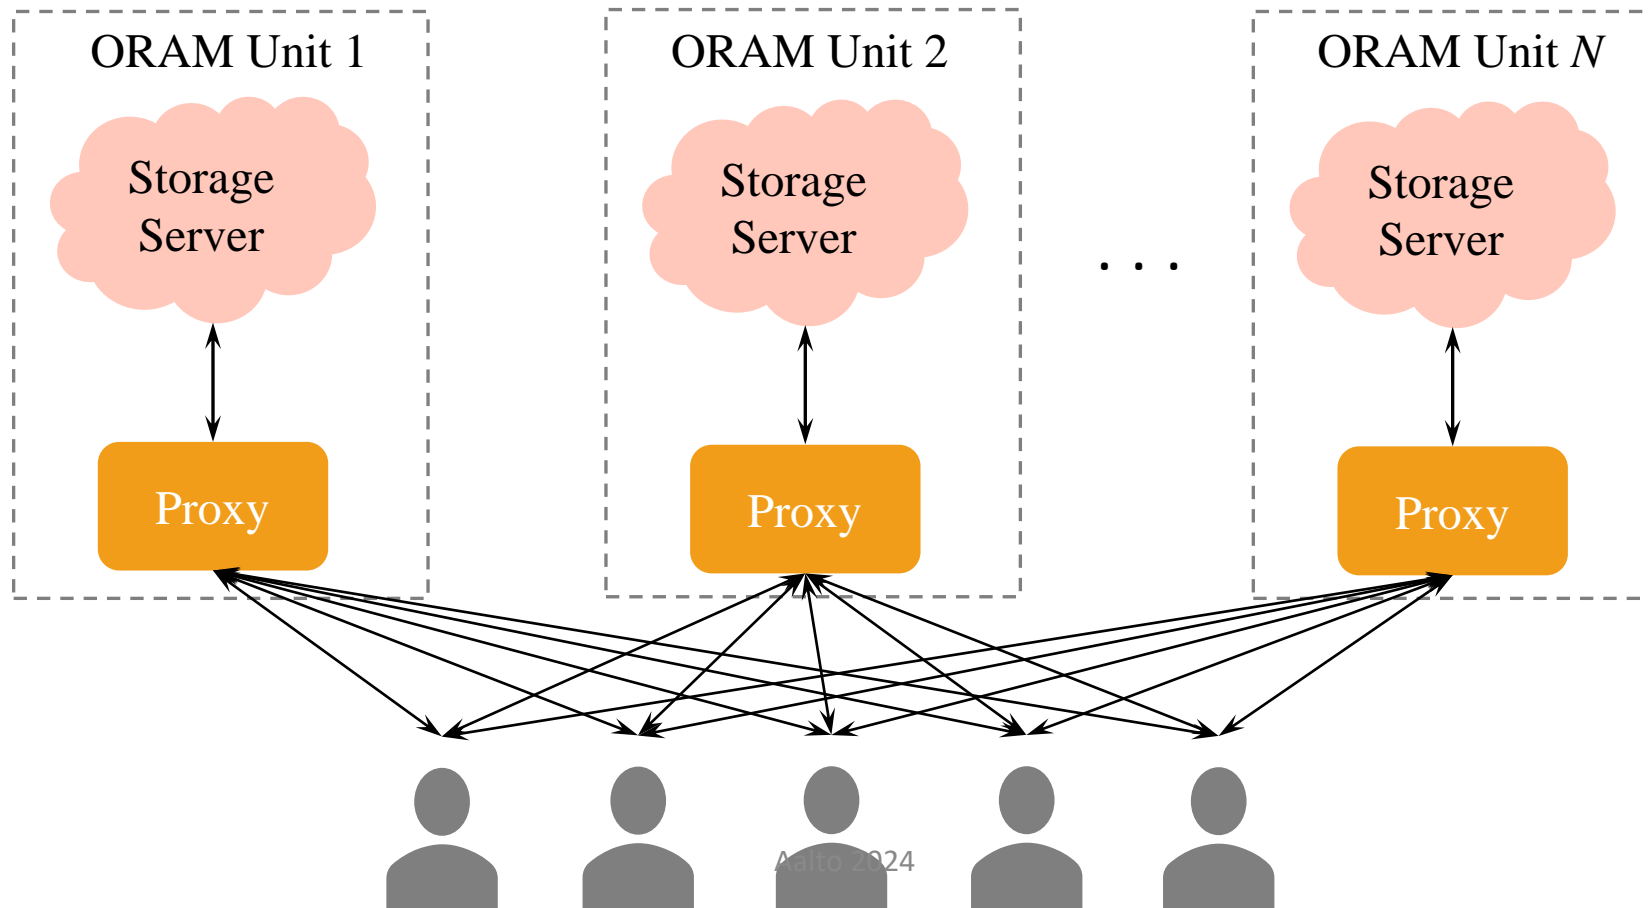 ORAM Unit 1
ORAM Unit 2
ORAM Unit N
Storage
Server
Storage
Server
. . .
Storage
Server
Proxy
Proxy
Proxy
Aalto 2024